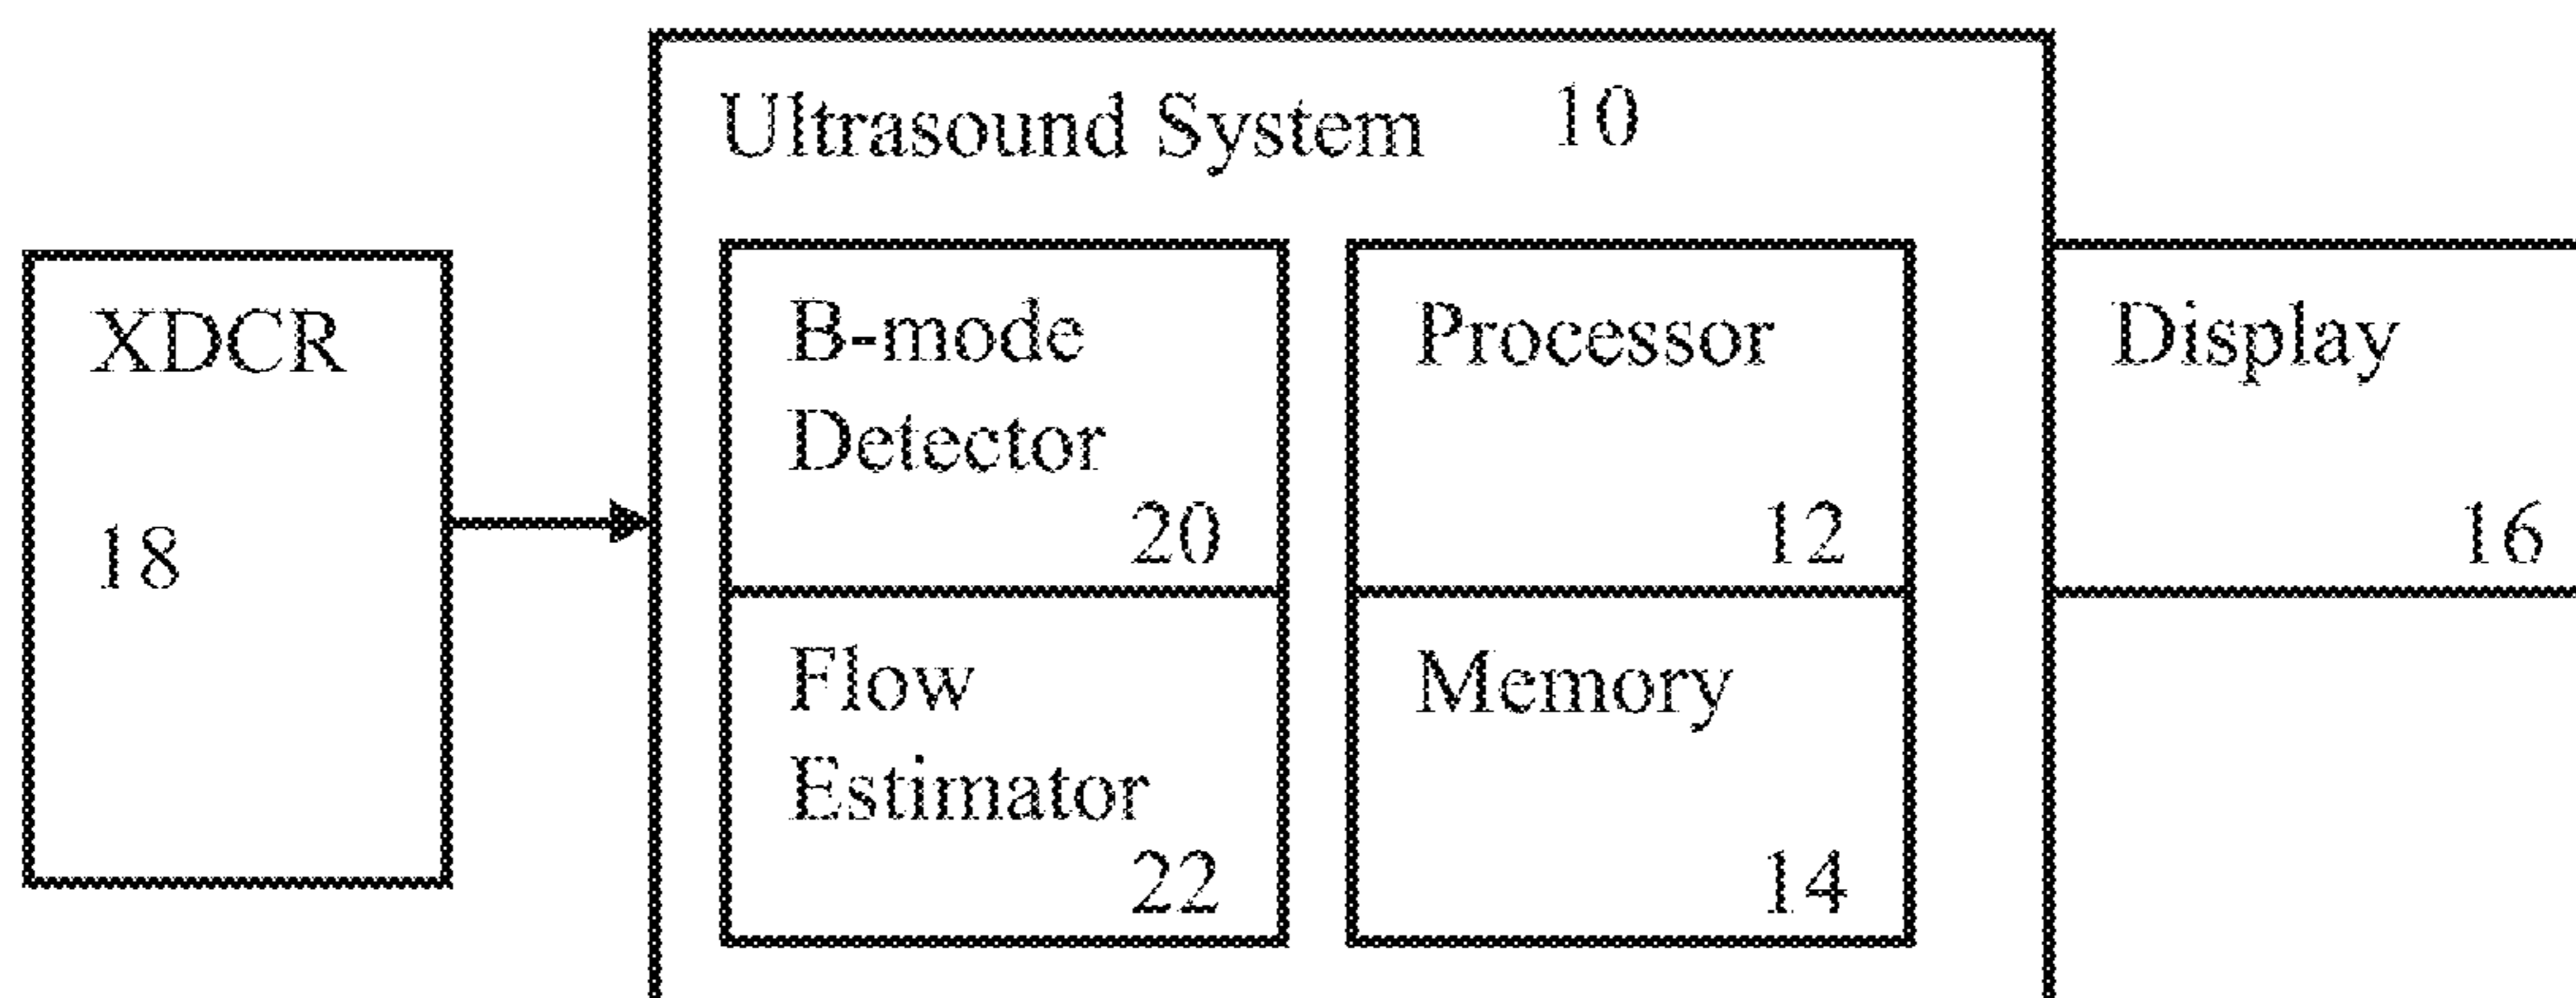 Ultrasound System 10
XDCR
18
B-mode
Detector
20
Processor
12
Display
16
Flow
Estimator
22
Memory
14